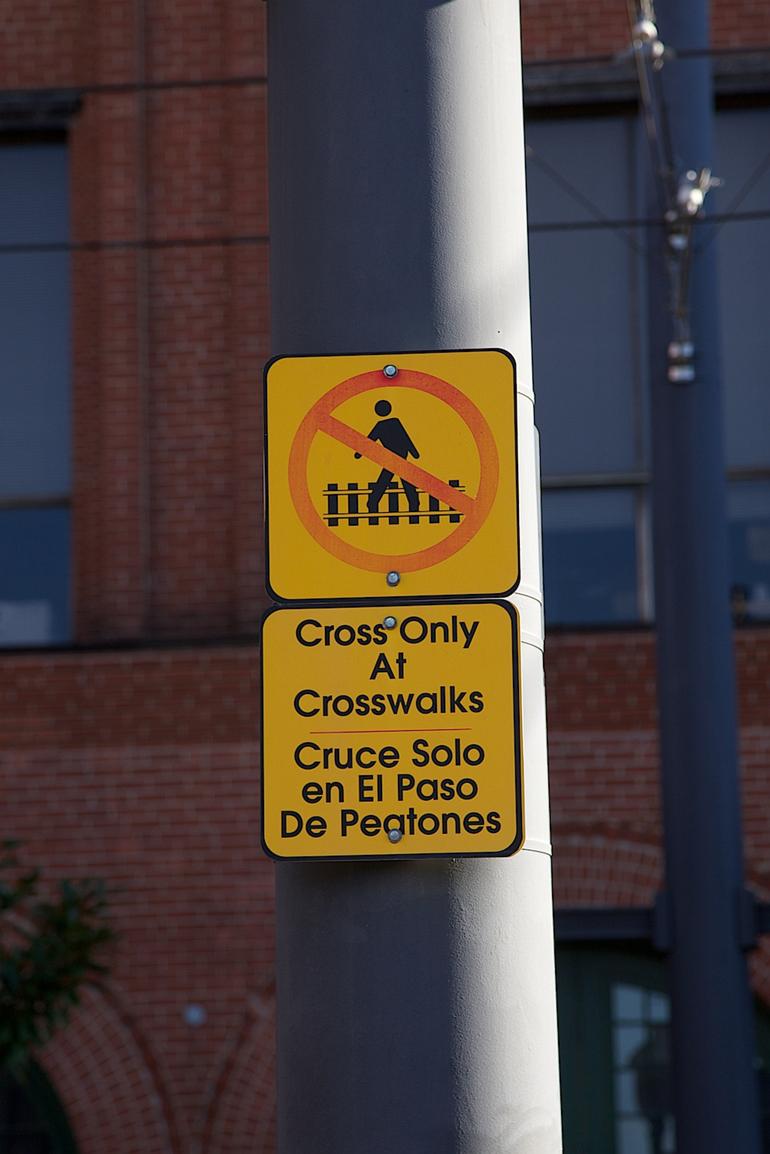 Cross Only
At
Crosswalks
Cruce Solo
en El Paso
De Peatones